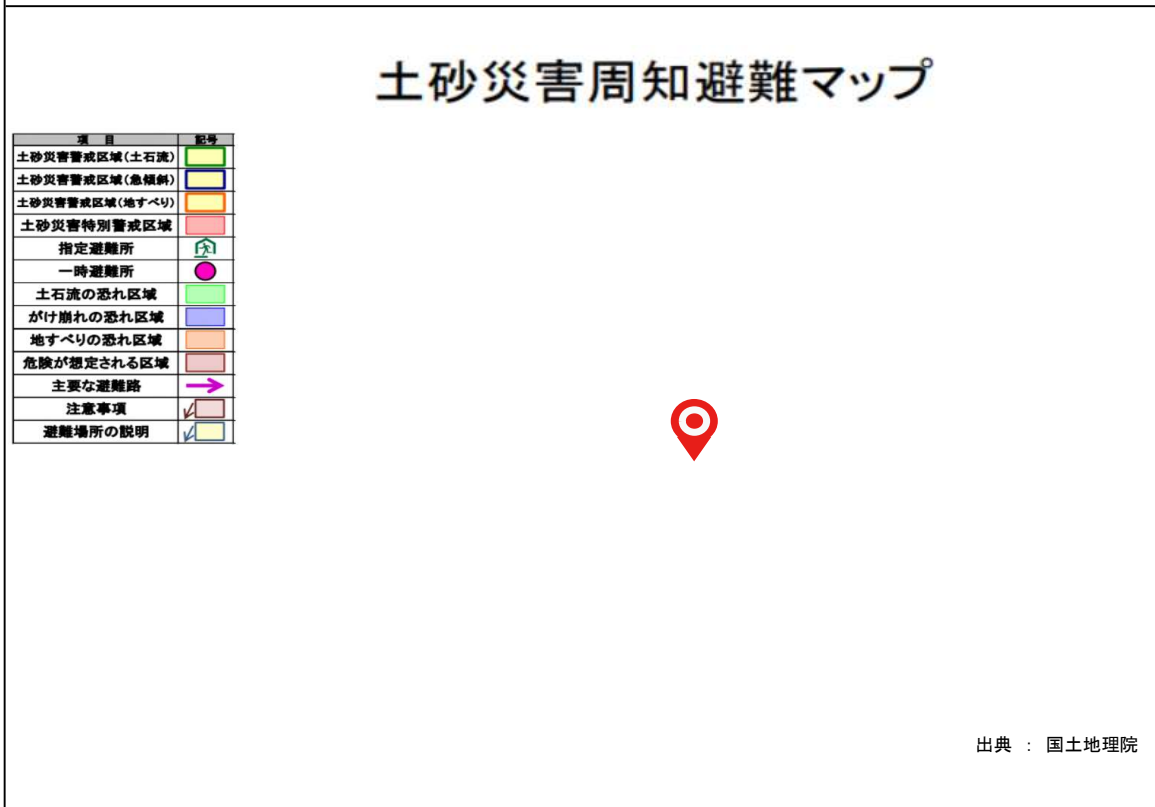 土砂災害周知避難マップ
項 目 記号
土砂災害警戒区域(土石流)
土砂災害警戒区域(急傾斜)
土砂災害警戒区域(地すべり)
土砂災害特別警戒区域
指定避難所
一時避難所
土石流の恐れ区域
がけ崩れの恐れ区域
地すべりの恐れ区域
危険が想定される区域
主要な避難路
注意事項
避難場所の説明
出典 : 国土地理院